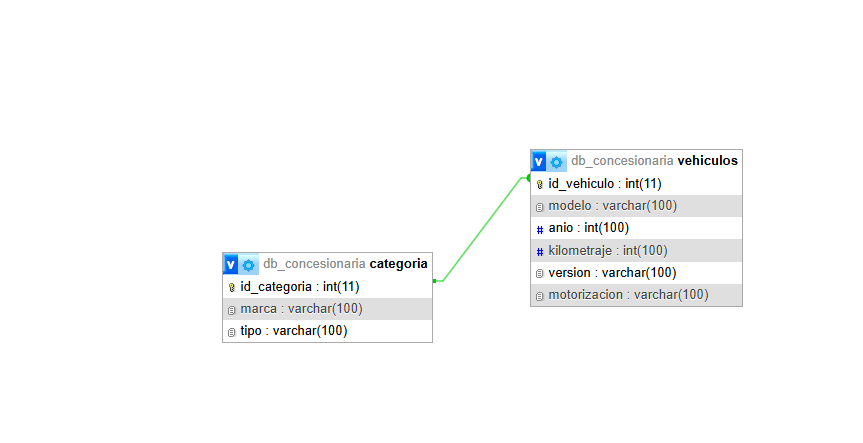 v db_concesionaria vehiculos
id_vehiculo : int(11)
modelo : varchar(100)
# anio : int(100)
# kilometraje : int(100)
version : varchar(100)
motorizacion : varchar(100)
v db_concesionaria categoria
id_categoria : int(11)
marca : varchar(100)
tipo : varchar(100)